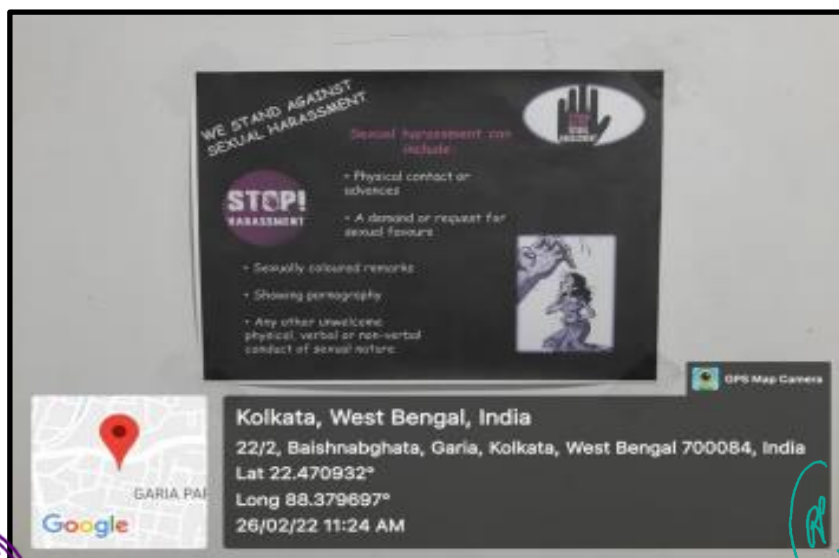 WE STAND AGAINST
SEXUAL HARASSMENT
Sexual harassment can
include:
STOP!
HARASSMENT
• Physical contact or
advances
• A demand or request for
sexual favours
• Sexually coloured remarks
• Showing pornography
• Any other unwelcome
physical, verbal or non-verbal
conduct of sexual nature.
GPS Map Camera
GARIA PAR
Google
Kolkata, West Bengal, India
22/2, Baishnabghata, Garia, Kolkata, West Bengal 700084, India
Lat 22.470932°
Long 88.379697°
26/02/22 11:24 AM